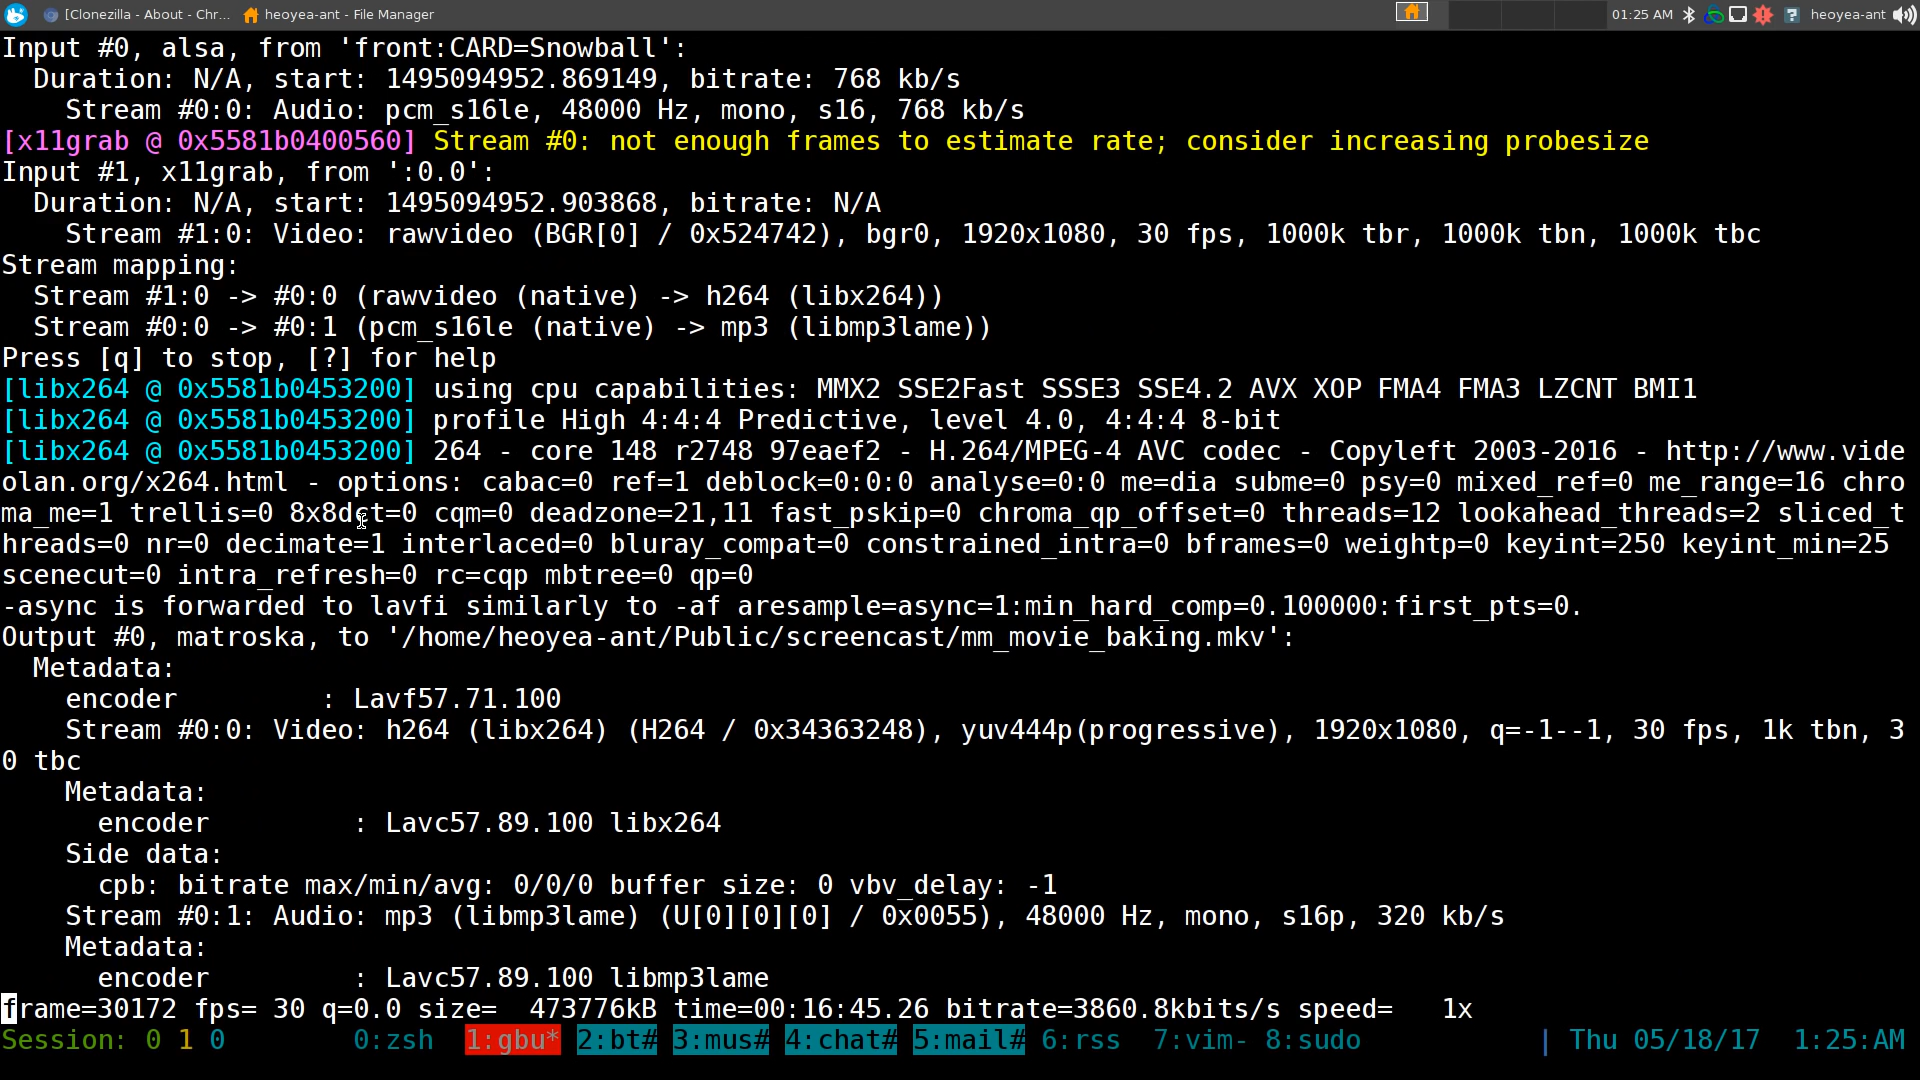 [Clonezilla - About - Chr... heoyea-ant - File Manager 01:25 AM heoyea-ant
Input #0, alsa, from 'front:CARD=Snowball':
  Duration: N/A, start: 1495094952.869149, bitrate: 768 kb/s
    Stream #0:0: Audio: pcm_s16le, 48000 Hz, mono, s16, 768 kb/s
[x11grab @ 0x5581b0400560] Stream #0: not enough frames to estimate rate; consider increasing probesize
Input #1, x11grab, from ':0.0':
  Duration: N/A, start: 1495094952.903868, bitrate: N/A
    Stream #1:0: Video: rawvideo (BGR[0] / 0x524742), bgr0, 1920x1080, 30 fps, 1000k tbr, 1000k tbn, 1000k tbc
Stream mapping:
  Stream #1:0 -> #0:0 (rawvideo (native) -> h264 (libx264))
  Stream #0:0 -> #0:1 (pcm_s16le (native) -> mp3 (libmp3lame))
Press [q] to stop, [?] for help
[libx264 @ 0x5581b0453200] using cpu capabilities: MMX2 SSE2Fast SSSE3 SSE4.2 AVX XOP FMA4 FMA3 LZCNT BMI1
[libx264 @ 0x5581b0453200] profile High 4:4:4 Predictive, level 4.0, 4:4:4 8-bit
[libx264 @ 0x5581b0453200] 264 - core 148 r2748 97eaef2 - H.264/MPEG-4 AVC codec - Copyleft 2003-2016 - http://www.vide
olan.org/x264.html - options: cabac=0 ref=1 deblock=0:0:0 analyse=0:0 me=dia subme=0 psy=0 mixed_ref=0 me_range=16 chro
ma_me=1 trellis=0 8x8dct=0 cqm=0 deadzone=21,11 fast_pskip=0 chroma_qp_offset=0 threads=12 lookahead_threads=2 sliced_t
hreads=0 nr=0 decimate=1 interlaced=0 bluray_compat=0 constrained_intra=0 bframes=0 weightp=0 keyint=250 keyint_min=25
scenecut=0 intra_refresh=0 rc=cqp mbtree=0 qp=0
-async is forwarded to lavfi similarly to -af aresample=async=1:min_hard_comp=0.100000:first_pts=0.
Output #0, matroska, to '/home/heoyea-ant/Public/screencast/mm_movie_baking.mkv':
  Metadata:
    encoder         : Lavf57.71.100
    Stream #0:0: Video: h264 (libx264) (H264 / 0x34363248), yuv444p(progressive), 1920x1080, q=-1--1, 30 fps, 1k tbn, 3
0 tbc
    Metadata:
      encoder         : Lavc57.89.100 libx264
    Side data:
      cpb: bitrate max/min/avg: 0/0/0 buffer size: 0 vbv_delay: -1
    Stream #0:1: Audio: mp3 (libmp3lame) (U[0][0][0] / 0x0055), 48000 Hz, mono, s16p, 320 kb/s
    Metadata:
      encoder         : Lavc57.89.100 libmp3lame
frame=30172 fps= 30 q=0.0 size=  473776kB time=00:16:45.26 bitrate=3860.8kbits/s speed=   1x
Session: 0 1 0        0:zsh  1:gbu* 2:bt# 3:mus# 4:chat# 5:mail# 6:rss  7:vim- 8:sudo           | Thu 05/18/17  1:25:AM